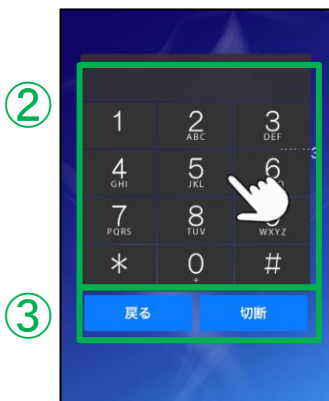 ②
1 2 3
ABC DEF
4 5 6
GHI JKL
7 8 9
PQRS TUV WXYZ
* 0 #
+
③
戻る 切断